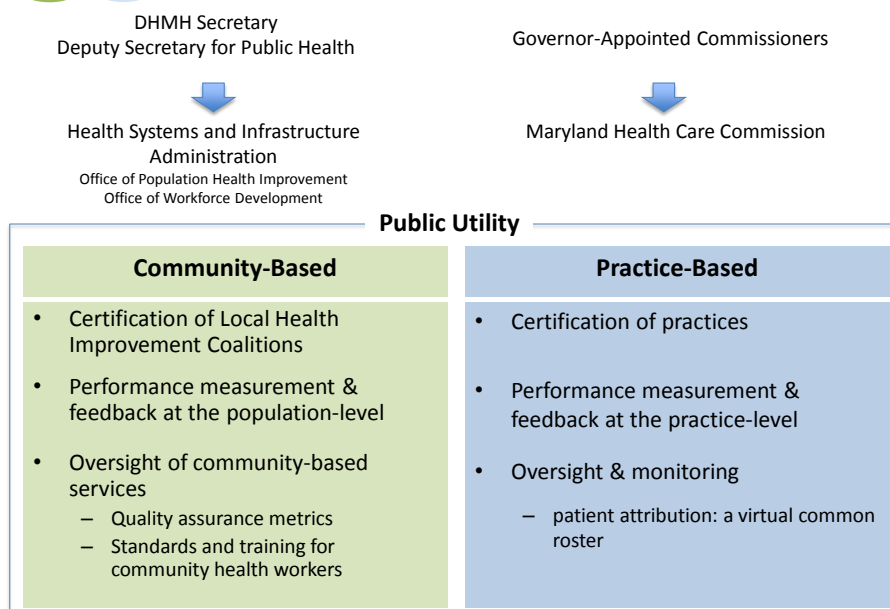 DHMH Secretary
Deputy Secretary for Public Health
Governor-Appointed Commissioners
Health Systems and Infrastructure
Administration
Office of Population Health Improvement
Office of Workforce Development
Maryland Health Care Commission
Public Utility
Community-Based
• Certification of Local Health
Improvement Coalitions
• Performance measurement &
feedback at the population-level
• Oversight of community-based
services
– Quality assurance metrics
– Standards and training for
community health workers
Practice-Based
• Certification of practices
• Performance measurement &
feedback at the practice-level
• Oversight & monitoring
– patient attribution: a virtual common
roster